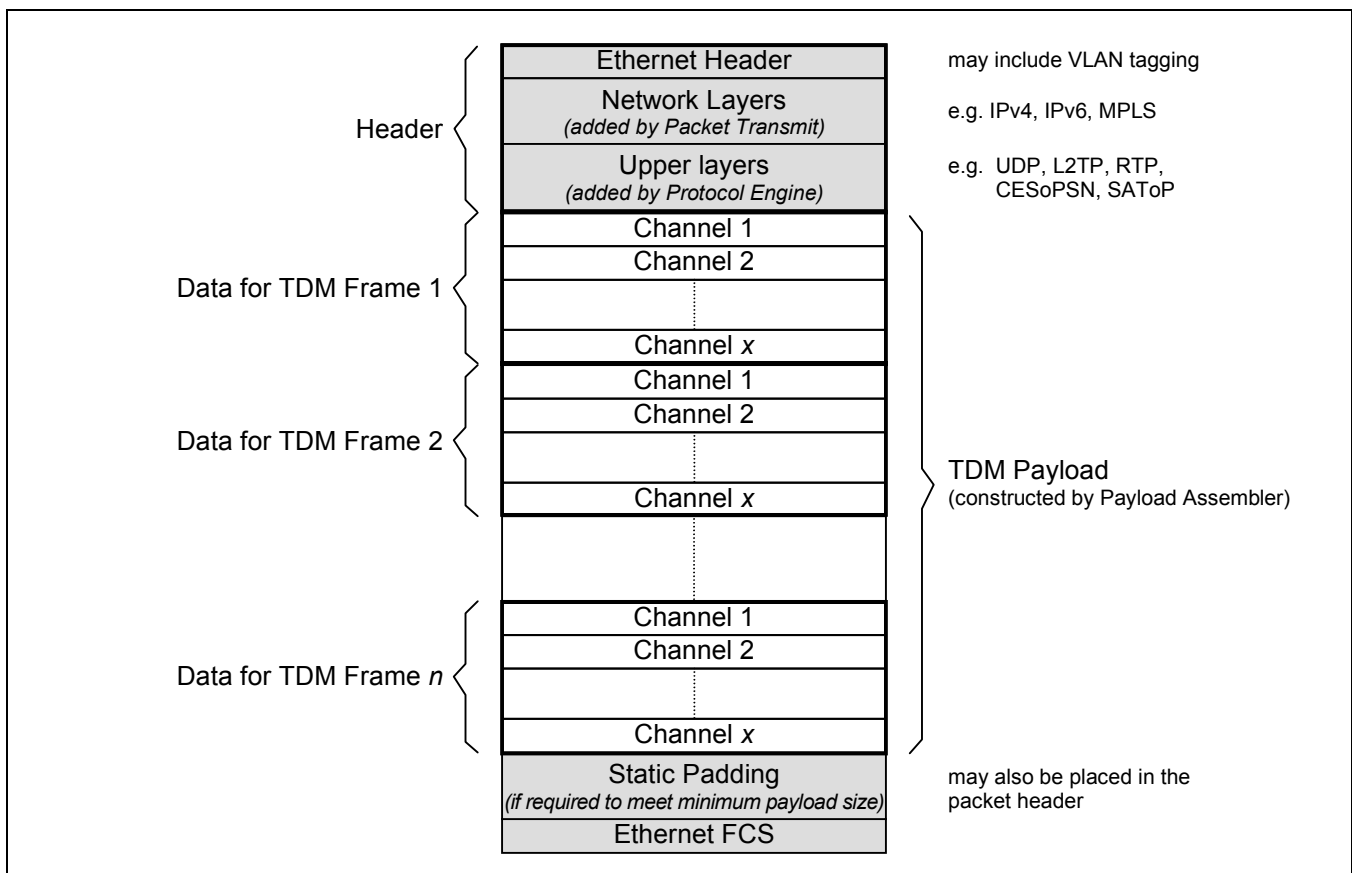 Ethernet Header
may include VLAN tagging
Network Layers
(added by Packet Transmit)
e.g. IPv4, IPv6, MPLS
Header
Upper layers
(added by Protocol Engine)
e.g. UDP, L2TP, RTP,
CESoPSN, SAToP
Channel 1
Channel 2
Data for TDM Frame 1
Channel x
Channel 1
Channel 2
Data for TDM Frame 2
Channel x
TDM Payload
(constructed by Payload Assembler)
Channel 1
Channel 2
Data for TDM Frame n
Channel x
Static Padding
(if required to meet minimum payload size)
may also be placed in the
packet header
Ethernet FCS